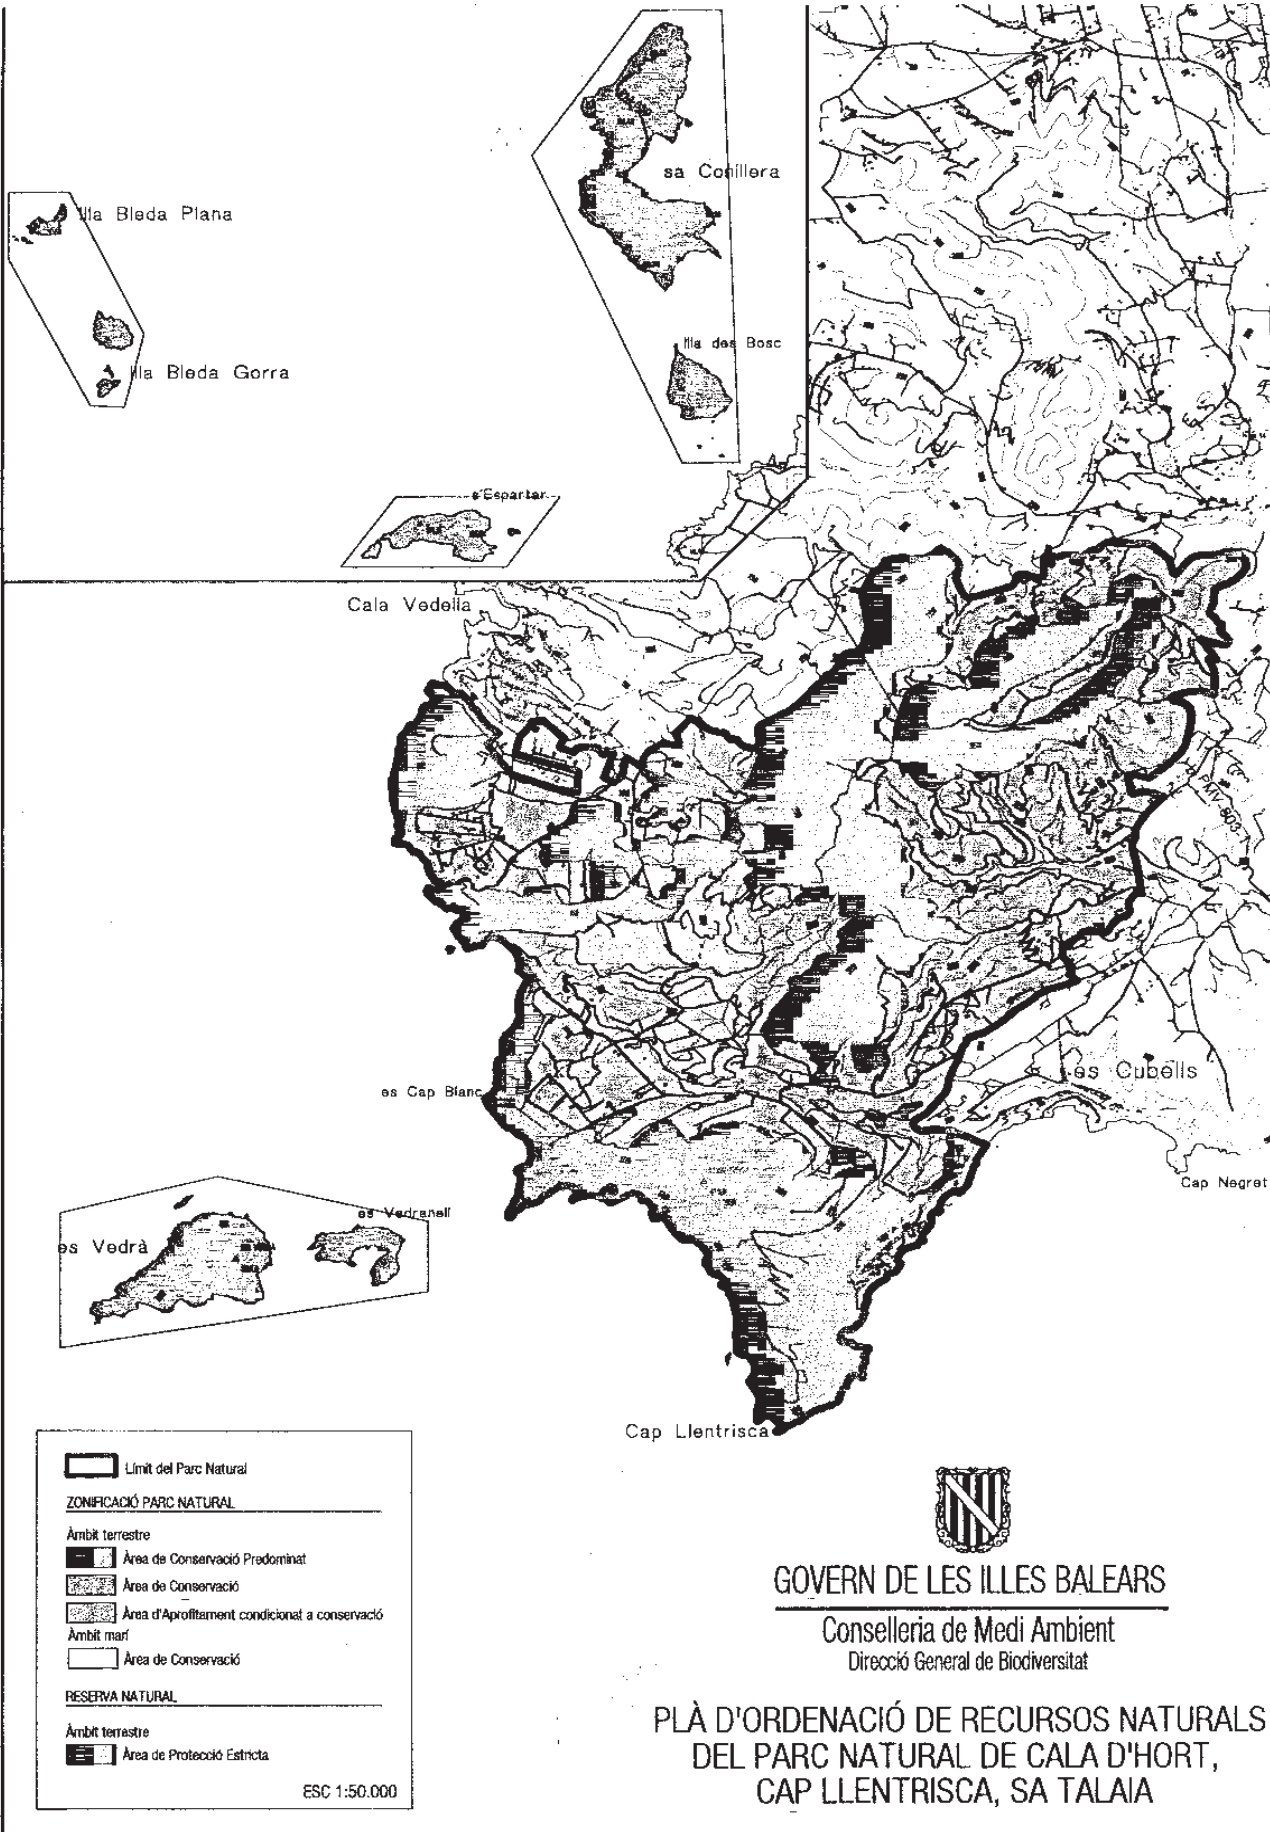 sa Conillera
Illa Bleda Plana
Illa des Bosc
Illa Bleda Gorra
s'Espartar
Cala Vedella
PMV-803-1
es Cap Blanc
es Cubells
Cap Negret
es Vedranell
es Vedrà
Cap Llentrisca
Límit del Parc Natural
ZONIFICACIÓ PARC NATURAL
Àmbit terrestre
Àrea de Conservació Predominat
Àrea de Conservació
Àrea d'Aprofitament condicionat a conservació
Àmbit marí
Àrea de Conservació
RESERVA NATURAL
Àmbit terrestre
Àrea de Protecció Estricta
ESC 1:50.000
GOVERN DE LES ILLES BALEARS
Conselleria de Medi Ambient
Direcció General de Biodiversitat
PLÀ D'ORDENACIÓ DE RECURSOS NATURALS
DEL PARC NATURAL DE CALA D'HORT,
CAP LLENTRISCA, SA TALAIA